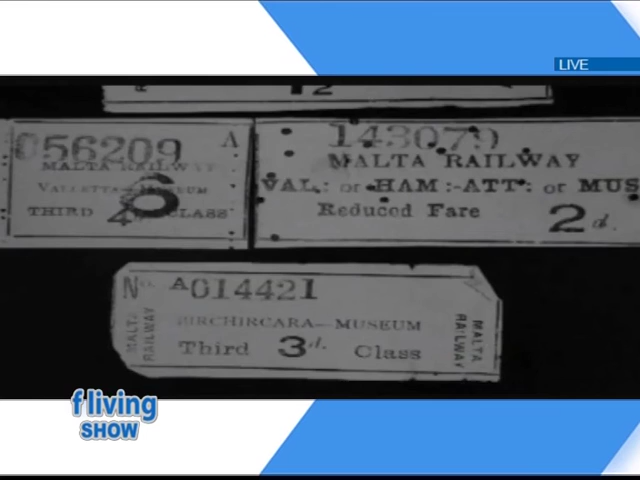 LIVE
056209 A
MALTA RAILWAY
VALLETTA—MUSEUM
THIRD 4d. CLASS
6
143079
MALTA RAILWAY
VAL: or HAM:-ATT: or MUS
Reduced Fare 2d.
No. A014421
BIRCHIRCARA—MUSEUM
Third 3d. Class
MALTA RAILWAY
MALTA RAILWAY
f living
SHOW